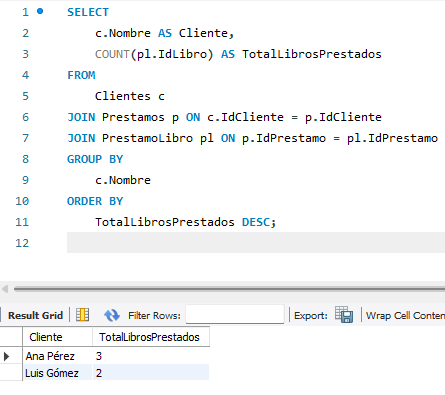 1 SELECT
2 c.Nombre AS Cliente,
3 COUNT(pl.IdLibro) AS TotalLibrosPrestados
4 FROM
5 Clientes c
6 JOIN Prestamos p ON c.IdCliente = p.IdCliente
7 JOIN PrestamoLibro pl ON p.IdPrestamo = pl.IdPrestamo
8 GROUP BY
9 c.Nombre
10 ORDER BY
11 TotalLibrosPrestados DESC;
12
Result Grid Filter Rows: Export: Wrap Cell Conten
Cliente TotalLibrosPrestados
Ana Pérez 3
Luis Gómez 2